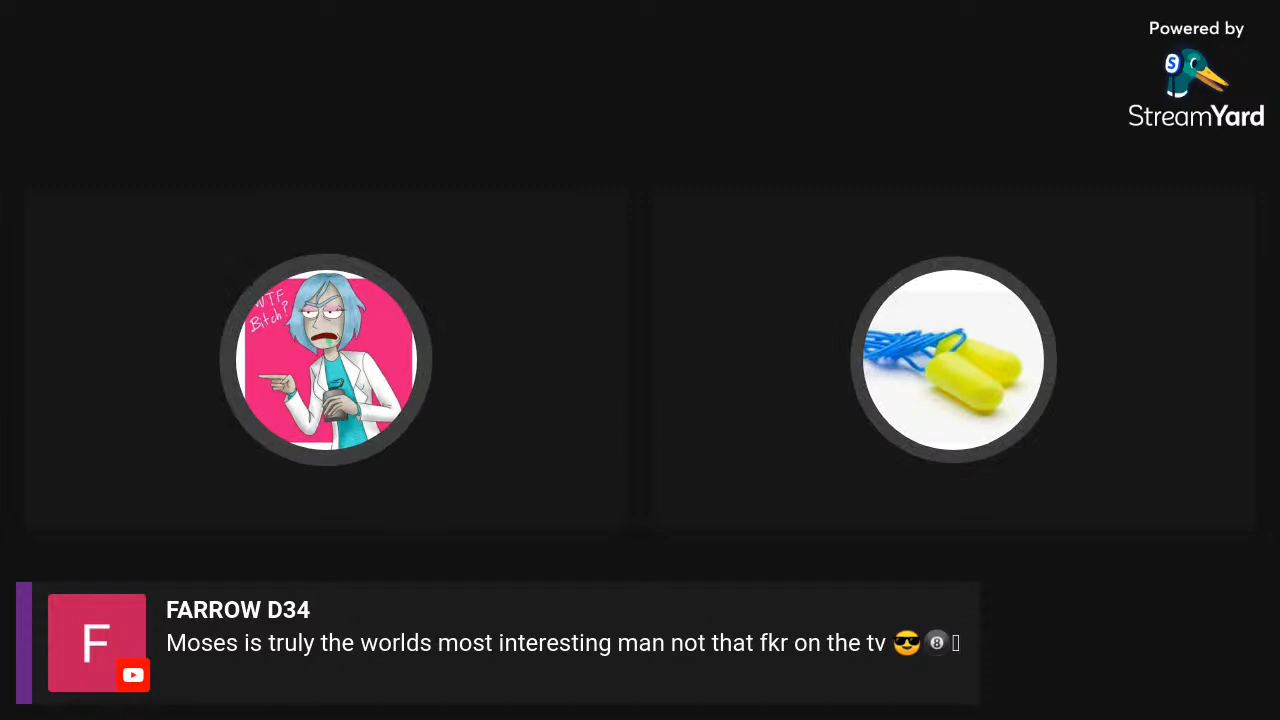 Powered by
S
StreamYard
WTF
Bitch?
F
FARROW D34
Moses is truly the worlds most interesting man not that fkr on the tv 😎🎱